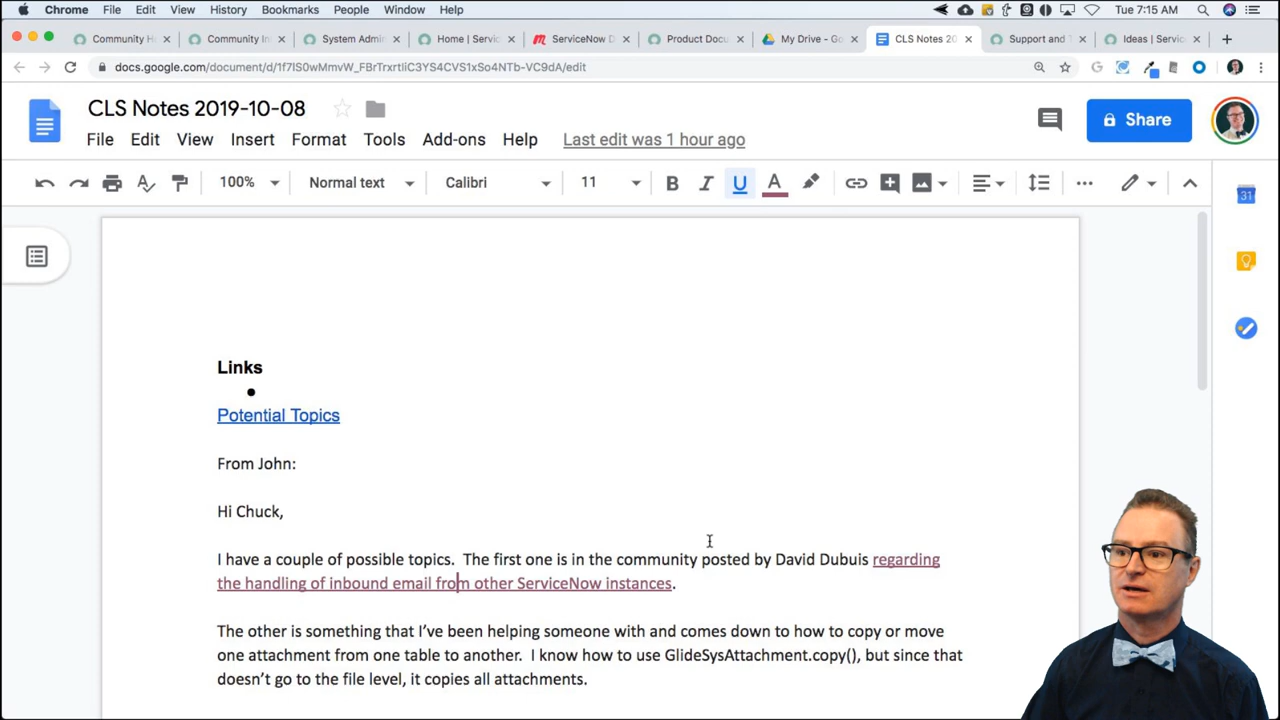 Chrome File Edit View History Bookmarks People Window Help Tue 7:15 AM
Community H Community In System Admi Home | Servic ServiceNow D Product Docu My Drive - Go CLS Notes 20 Support and T Ideas | Service
docs.google.com/document/d/1f7IS0wMmvW_FBrTrxrtIiC3YS4CVS1xSo4NTb-VC9dA/edit
CLS Notes 2019-10-08
Share
File Edit View Insert Format Tools Add-ons Help Last edit was 1 hour ago
100% Normal text Calibri 11 B I U A
31
Links
Potential Topics
From John:
Hi Chuck,
I have a couple of possible topics. The first one is in the community posted by David Dubuis regarding
the handling of inbound email from other ServiceNow instances.
The other is something that I've been helping someone with and comes down to how to copy or move
one attachment from one table to another. I know how to use GlideSysAttachment.copy(), but since that
doesn't go to the file level, it copies all attachments.